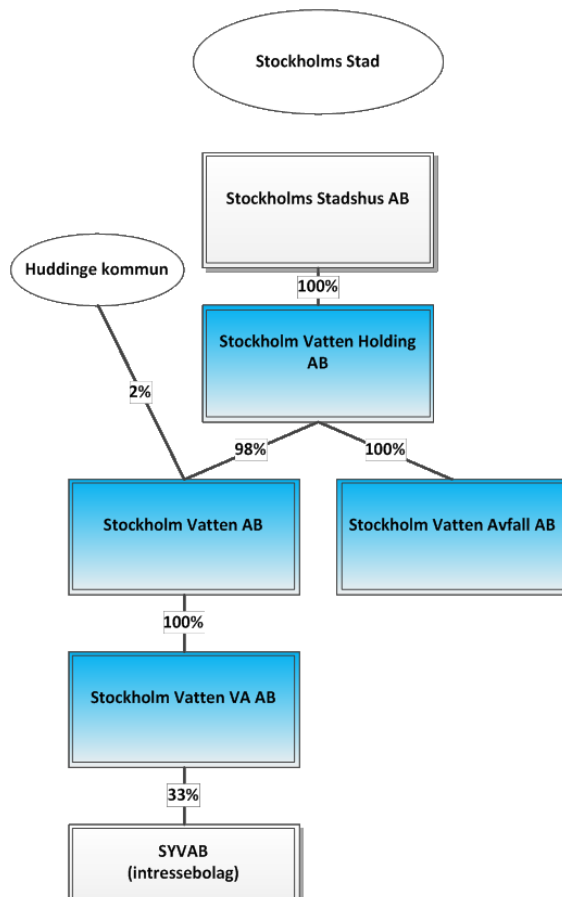 Stockholms Stad
Stockholms Stadshus AB
Huddinge kommun
100%
Stockholm Vatten Holding
AB
2%
98%
100%
Stockholm Vatten AB
Stockholm Vatten Avfall AB
100%
Stockholm Vatten VA AB
33%
SYVAB
(intressebolag)